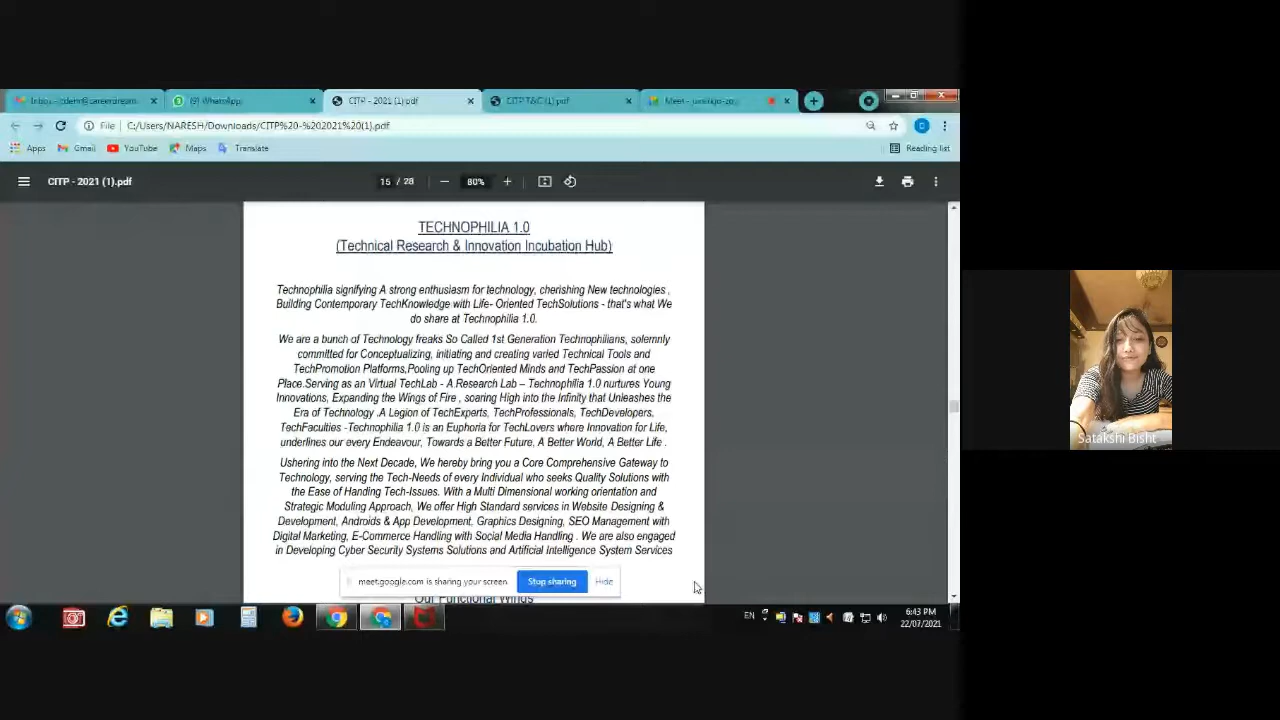 (9) WhatsApp
CITP - 2021 (1).pdf
CITP T&C (1).pdf
Meet -
File
C:/Users/NARESH/Downloads/CITP%20-%202021%20(1).pdf
Apps
Gmail
YouTube
Maps
Translate
Reading list
CITP - 2021 (1).pdf
15 / 28
80%
TECHNOPHILIA 1.0
(Technical Research & Innovation Incubation Hub)
Technophilia signifying A strong enthusiasm for technology, cherishing New technologies ,
Building Contemporary TechKnowledge with Life- Oriented TechSolutions - that's what We
do share at Technophilia 1.0.
We are a bunch of Technology freaks So Called 1st Generation Technophilians, solemnly
committed for Conceptualizing, initiating and creating varied Technical Tools and
TechPromotion Platforms,Pooling up TechOriented Minds and TechPassion at one
Place.Serving as an Virtual TechLab - A Research Lab – Technophilia 1.0 nurtures Young
Innovations, Expanding the Wings of Fire , soaring High into the Infinity that Unleashes the
Era of Technology .A Legion of TechExperts, TechProfessionals, TechDevelopers,
TechFaculties -Technophilia 1.0 is an Euphoria for TechLovers where Innovation for Life,
underlines our every Endeavour, Towards a Better Future, A Better World, A Better Life .
Ushering into the Next Decade, We hereby bring you a Core Comprehensive Gateway to
Technology, serving the Tech-Needs of every Individual who seeks Quality Solutions with
the Ease of Handing Tech-Issues. With a Multi Dimensional working orientation and
Strategic Moduling Approach, We offer High Standard services in Website Designing &
Development, Androids & App Development, Graphics Designing, SEO Management with
Digital Marketing, E-Commerce Handling with Social Media Handling . We are also engaged
in Developing Cyber Security Systems Solutions and Artificial Intelligence System Services
meet.google.com is sharing your screen.
Stop sharing
Hide
Our Functional Wings
EN
6:43 PM
22/07/2021
Satakshi Bisht